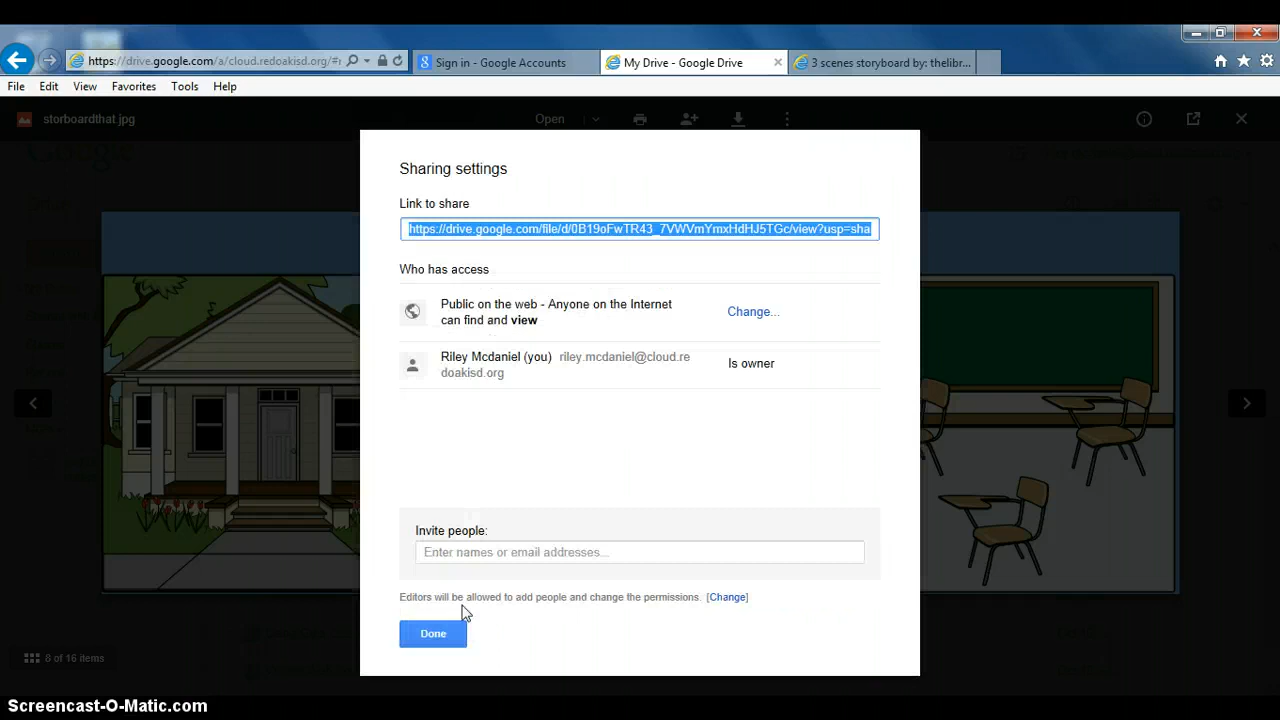 https://drive.google.com/a/cloud.redoakisd.org/#
Sign in - Google Accounts
My Drive - Google Drive
3 scenes storyboard by: thelibr...
File Edit View Favorites Tools Help
storboardthat.jpg
Open
Sharing settings
Link to share
https://drive.google.com/file/d/0B19oFwTR43_7VWVmYmxHdHJ5TGc/view?usp=sha
Who has access
Public on the web - Anyone on the Internet
can find and view
Change...
Riley Mcdaniel (you) riley.mcdaniel@cloud.re
doakisd.org
Is owner
Invite people:
Enter names or email addresses...
Editors will be allowed to add people and change the permissions. [Change]
Done
8 of 16 items
Screencast-O-Matic.com